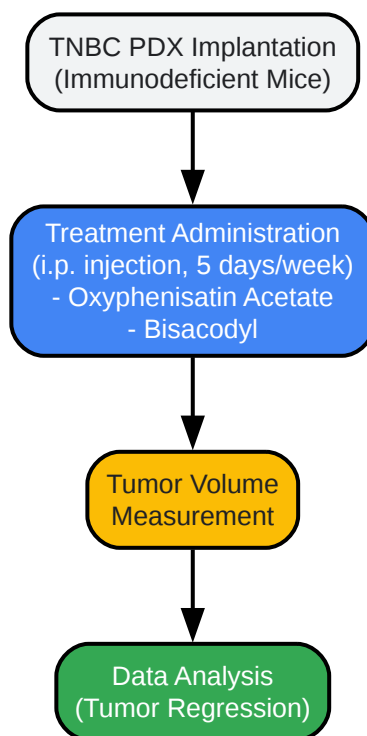 TNBC PDX Implantation
(Immunodeficient Mice)
Treatment Administration
(i.p. injection, 5 days/week)
- Oxyphenisatin Acetate
- Bisacodyl
Tumor Volume
Measurement
Data Analysis
(Tumor Regression)